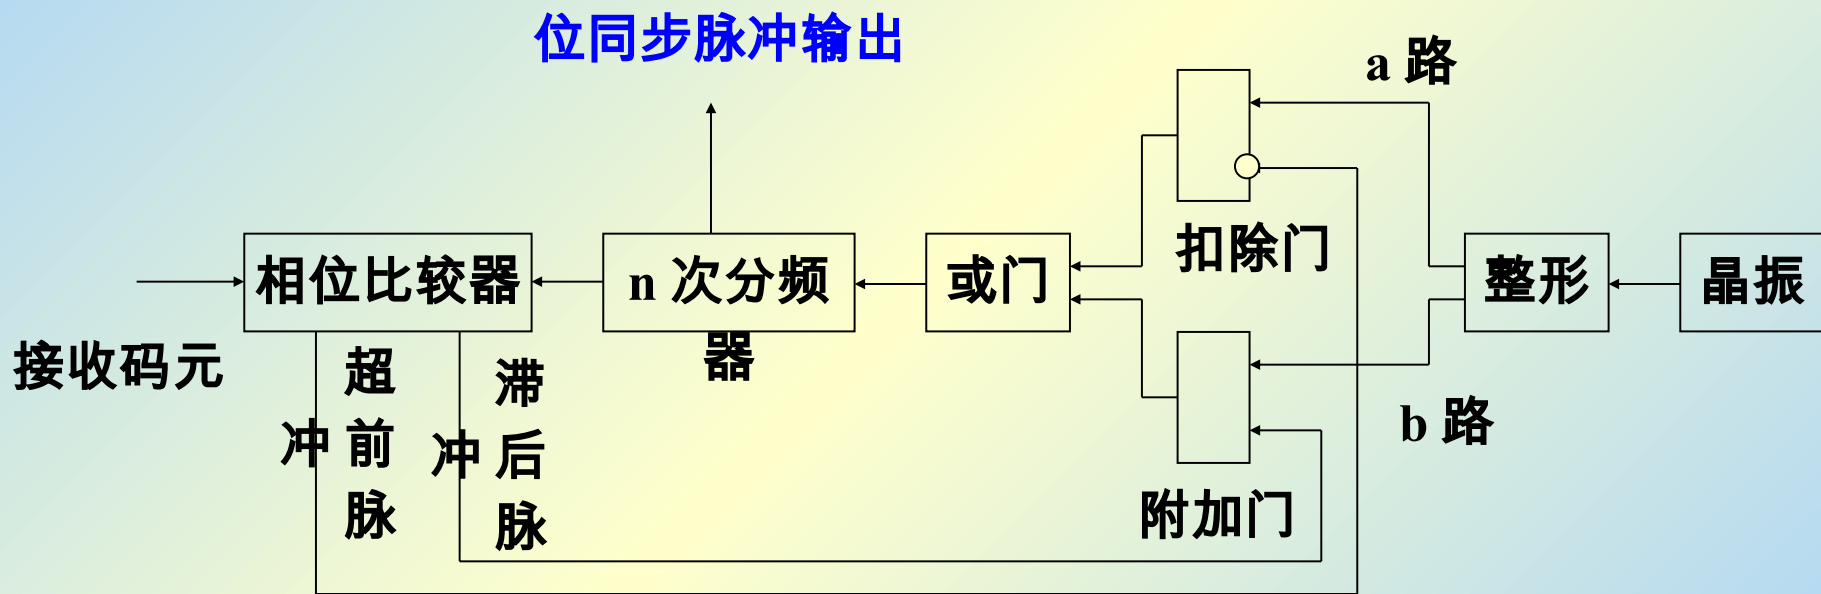 位同步脉冲输出
a 路
扣除门
相位比较器
n 次分频
器
或门
整形
晶振
接收码元
超前脉
冲
滞后脉
冲
b 路
附加门